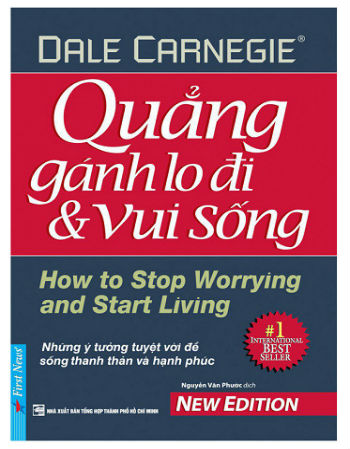 DALE CARNEGIE®
Quẳng
gánh lo đi
& vui sống
How to Stop Worrying
and Start Living
#1
INTERNATIONAL
BEST
SELLER
Những ý tưởng tuyệt vời để
sống thanh thản và hạnh phúc
Nguyễn Văn Phước dịch
NEW EDITION
First News
NHÀ XUẤT BẢN TỔNG HỢP THÀNH PHỐ HỒ CHÍ MINH